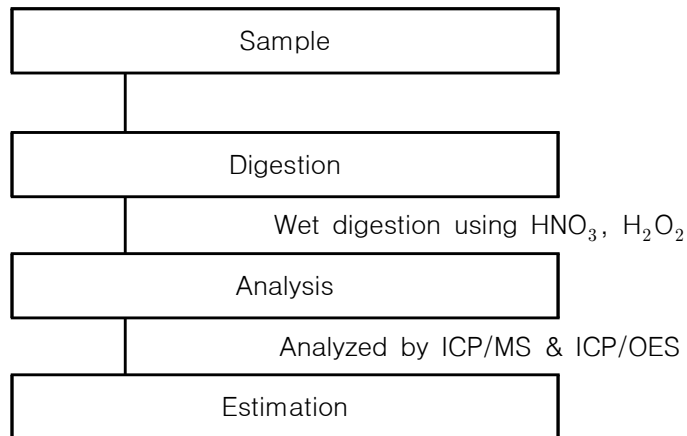 Sample
Digestion
Wet digestion using HNO₃, H₂O₂
Analysis
Analyzed by ICP/MS & ICP/OES
Estimation